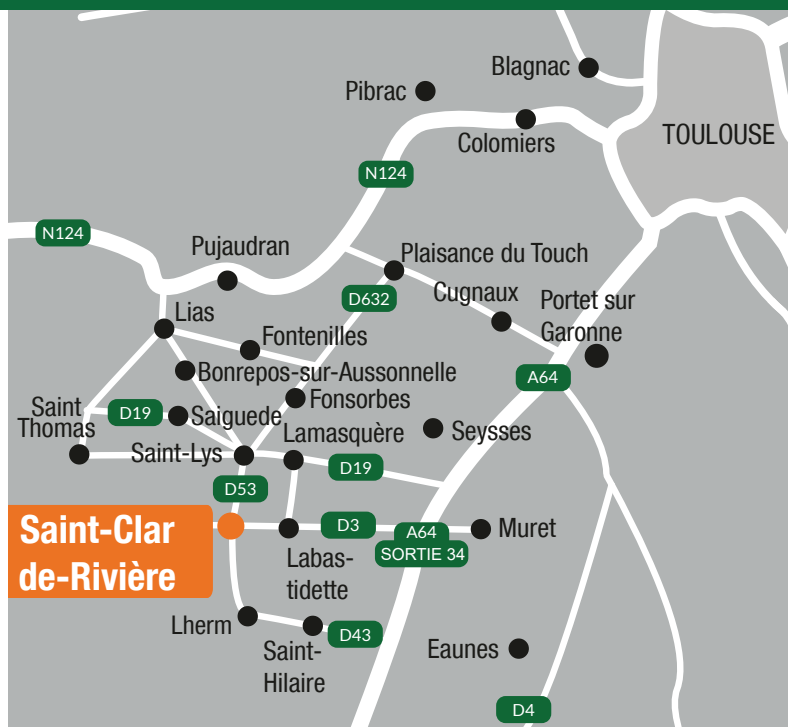 Blagnac
Pibrac
Colomiers
TOULOUSE
N124
N124
Pujaudran
Plaisance du Touch
D632
Cugnaux
Portet sur
Garonne
Lias
Fontenilles
Bonrepos-sur-Aussonnelle
A64
Saint
Thomas
D19
Saiguede
Fonsorbes
Lamasquère
Seysses
Saint-Lys
D19
D53
Saint-Clar
de-Rivière
D3
A64
SORTIE 34
Muret
Labas-
tidette
Lherm
Saint-
Hilaire
D43
Eaunes
D4